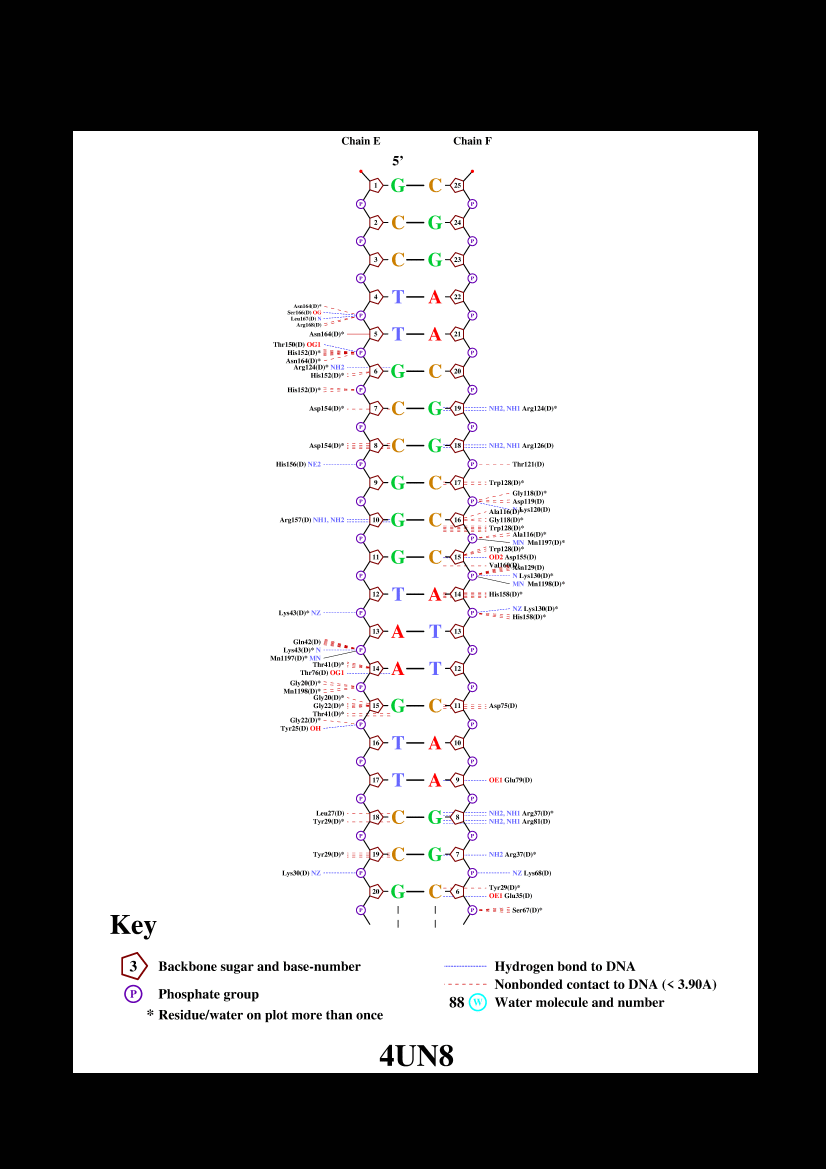 Chain E Chain F
5’
1 G C 25
P P
2 C G 24
P P
3 C G 23
P P
4 T A 22
Asn164(D)*
Ser166(D) OG
Leu167(D) N
P P
Arg168(D)
Asn164(D)* 5 T A 21
Thr150(D) OG1
His152(D)* P P
Asn164(D)*
Arg124(D)* NH2
6 G C 20
His152(D)*
His152(D)* P P
Asp154(D)* 7 C G 19 NH2, NH1 Arg124(D)*
P P
Asp154(D)* 8 C G 18 NH2, NH1 Arg126(D)
His156(D) NE2 P P Thr121(D)
9 G C 17 Trp128(D)*
Gly118(D)*
P P Asp119(D)
Lys120(D)
Ala116(D)*
Arg157(D) NH1, NH2 10 G C 16 Gly118(D)*
Trp128(D)*
Ala116(D)*
P P
MN Mn1197(D)*
Trp128(D)*
11 G C 15 OD2 Asp155(D)
Val160(D)
Asn129(D)
P P N Lys130(D)*
MN Mn1198(D)*
12 T A 14 His158(D)*
NZ Lys130(D)*
Lys43(D)* NZ P P
His158(D)*
13 A T 13
Gln42(D)
Lys43(D)* N P P
Mn1197(D)* MN
Thr41(D)*
14 A T 12
Thr76(D) OG1
Gly20(D)*
P P
Mn1198(D)*
Gly20(D)*
Gly22(D)* 15 G C 11 Asp75(D)
Thr41(D)*
Gly22(D)*
P P
Tyr25(D) OH
16 T A 10
P P
17 T A 9 OE1 Glu79(D)
P P
Leu27(D) NH2, NH1 Arg37(D)*
18 C G 8
Tyr29(D)* NH2, NH1 Arg81(D)
P P
Tyr29(D)* 19 C G 7 NH2 Arg37(D)*
Lys30(D) NZ P P NZ Lys68(D)
Tyr29(D)*
20 G C 6
OE1 Glu35(D)
P P Ser67(D)*
Key
3 Backbone sugar and base-number
P Phosphate group
* Residue/water on plot more than once
Hydrogen bond to DNA
Nonbonded contact to DNA (< 3.90A)
88 W Water molecule and number
4UN8